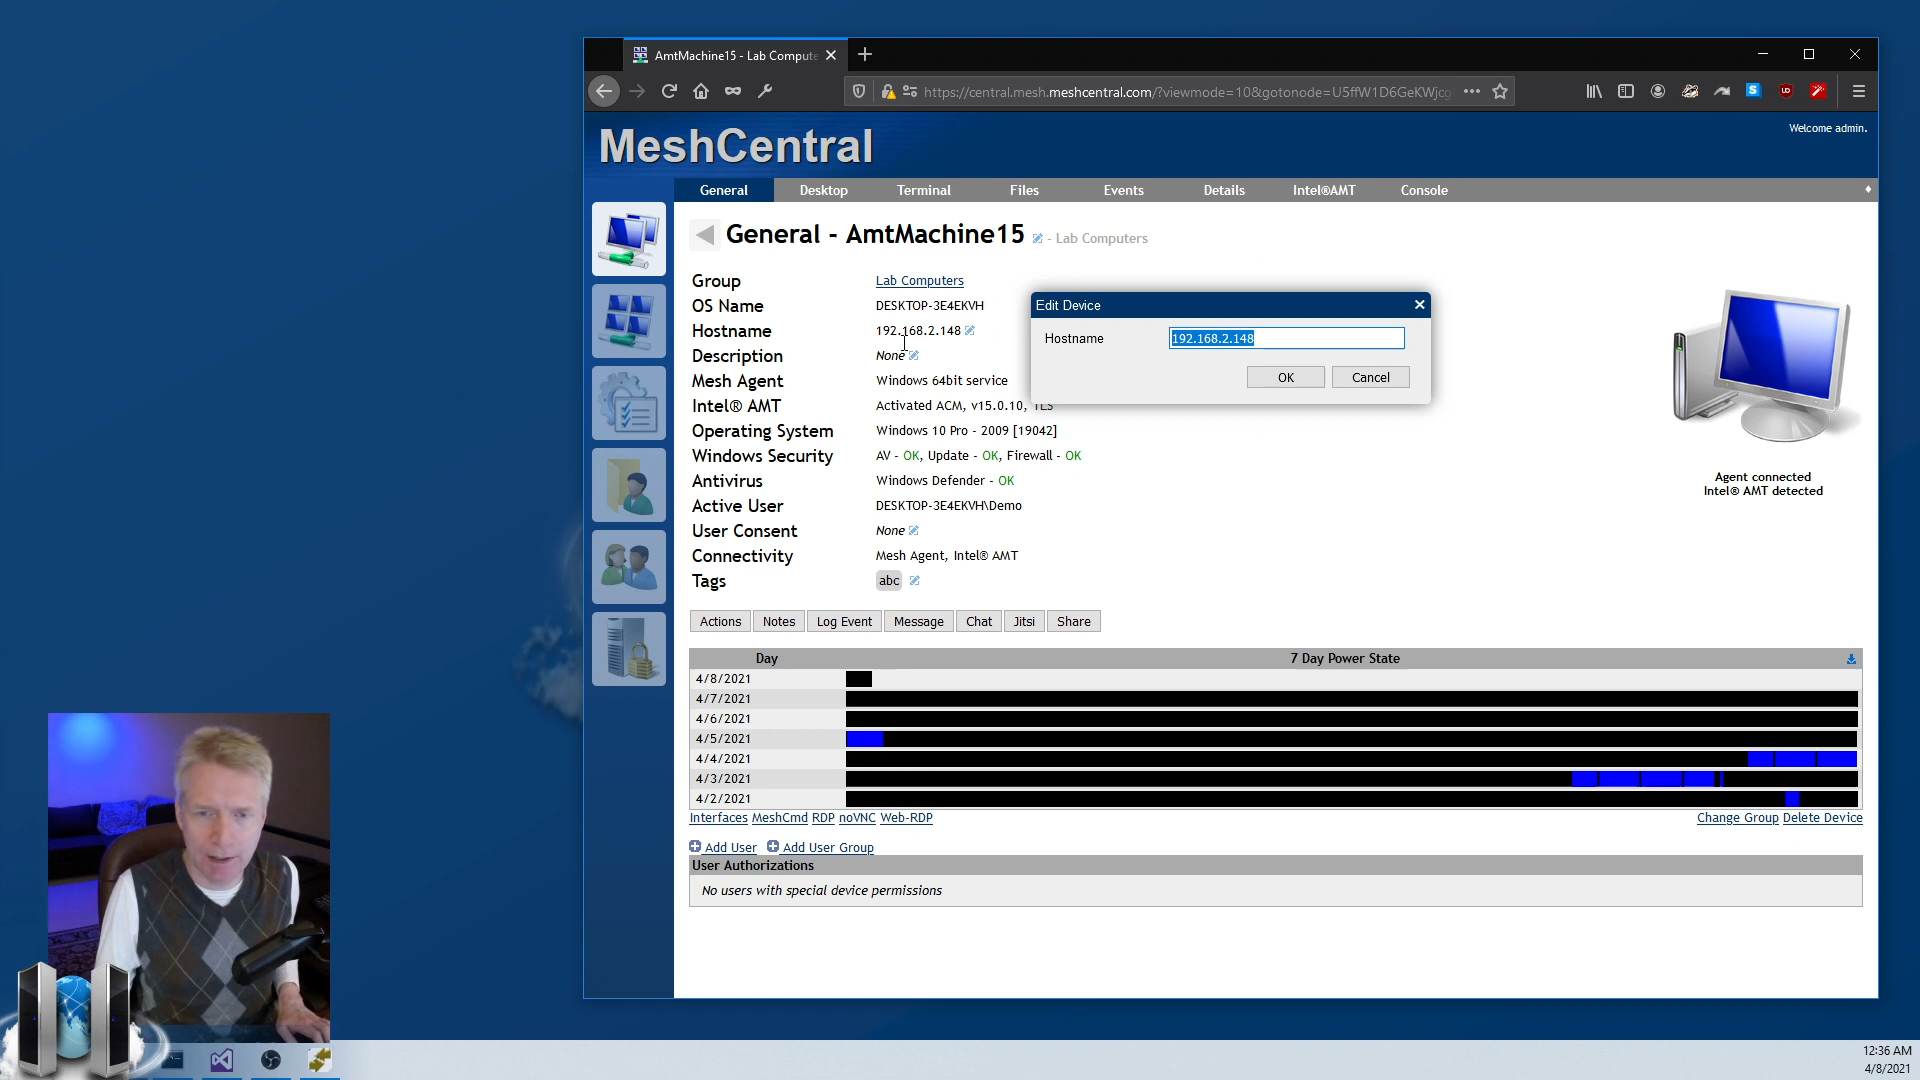 AmtMachine15 - Lab Compute
https://central.mesh.meshcentral.com/?viewmode=10&gotonode=U5ffW1D6GeKWjcg
MeshCentral
Welcome admin.
General Desktop Terminal Files Events Details Intel®AMT Console
General - AmtMachine15 - Lab Computers
Group Lab Computers
OS Name DESKTOP-3E4EKVH
Hostname 192.168.2.148
Description None
Mesh Agent Windows 64bit service
Intel® AMT Activated ACM, v15.0.10, TLS
Operating System Windows 10 Pro - 2009 [19042]
Windows Security AV - OK, Update - OK, Firewall - OK
Antivirus Windows Defender - OK
Active User DESKTOP-3E4EKVH\Demo
User Consent None
Connectivity Mesh Agent, Intel® AMT
Tags abc
Edit Device
Hostname 192.168.2.148
OK Cancel
Agent connected
Intel® AMT detected
Actions Notes Log Event Message Chat Jitsi Share
Day 7 Day Power State
4/8/2021
4/7/2021
4/6/2021
4/5/2021
4/4/2021
4/3/2021
4/2/2021
Interfaces MeshCmd RDP noVNC Web-RDP Change Group Delete Device
Add User Add User Group
User Authorizations
No users with special device permissions
12:36 AM
4/8/2021